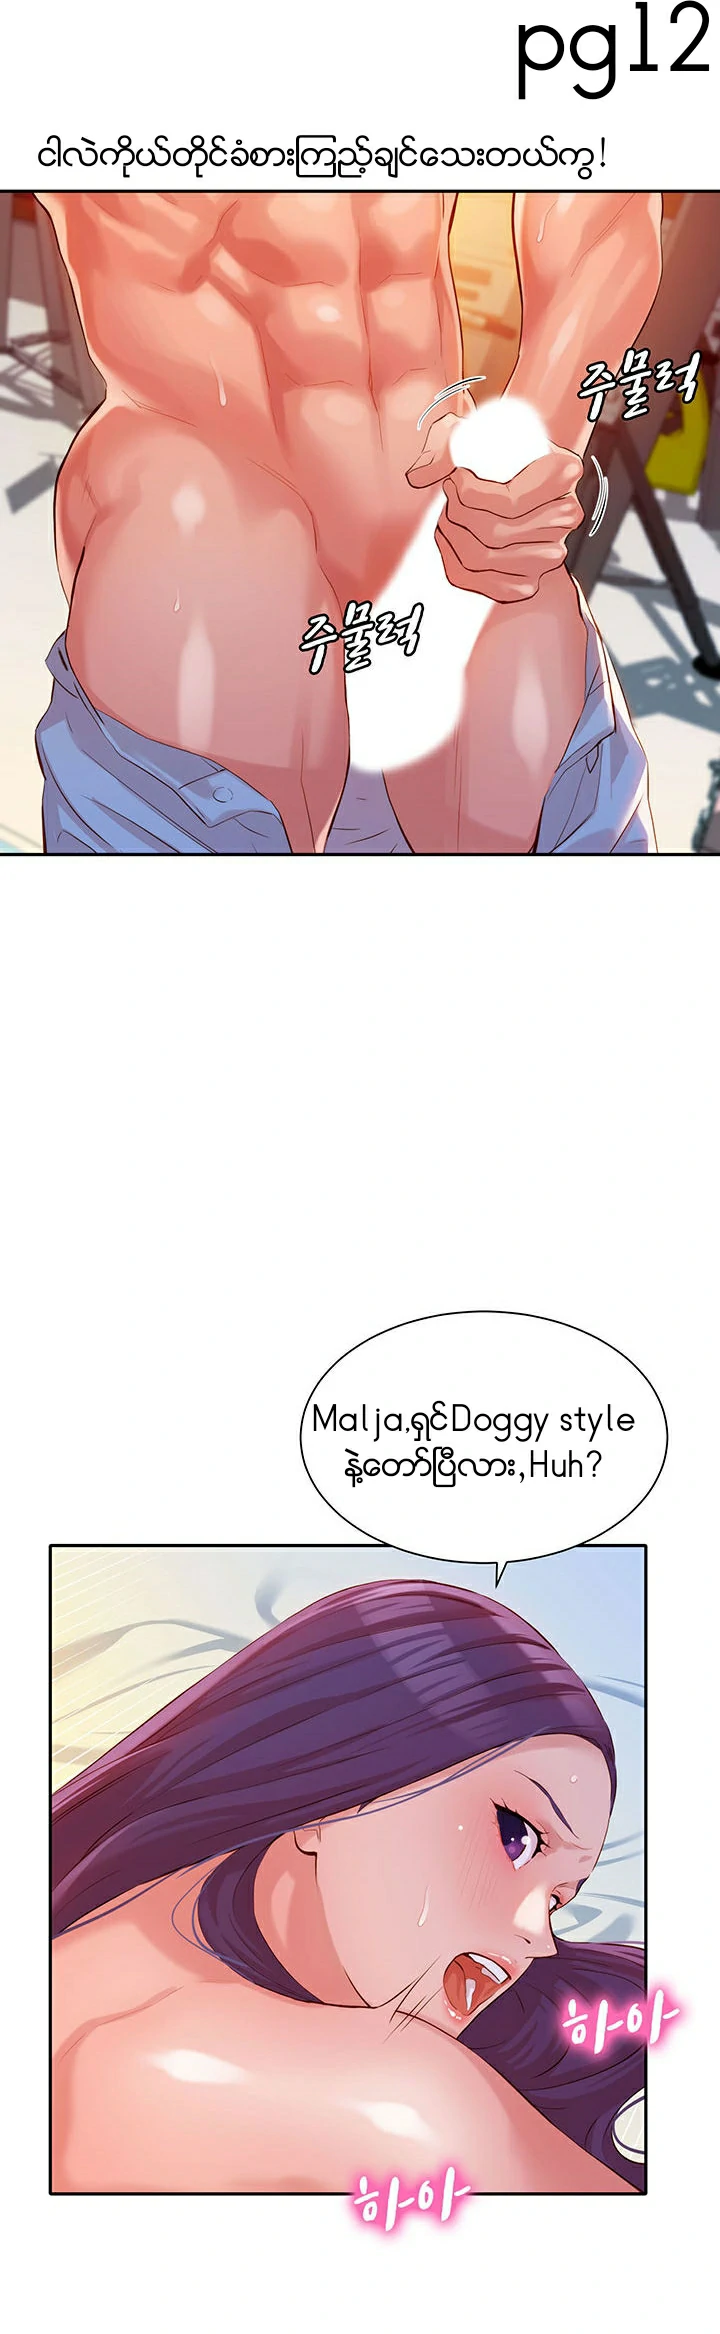 pg12
ငါလဲကိုယ်တိုင်ခံစားကြည့်ချင်သေးတယ်ကွ!
주물럭
주물럭
Malja,ရှင်Doggy style
နဲ့တော်ပြီလား,Huh?
하아
하아